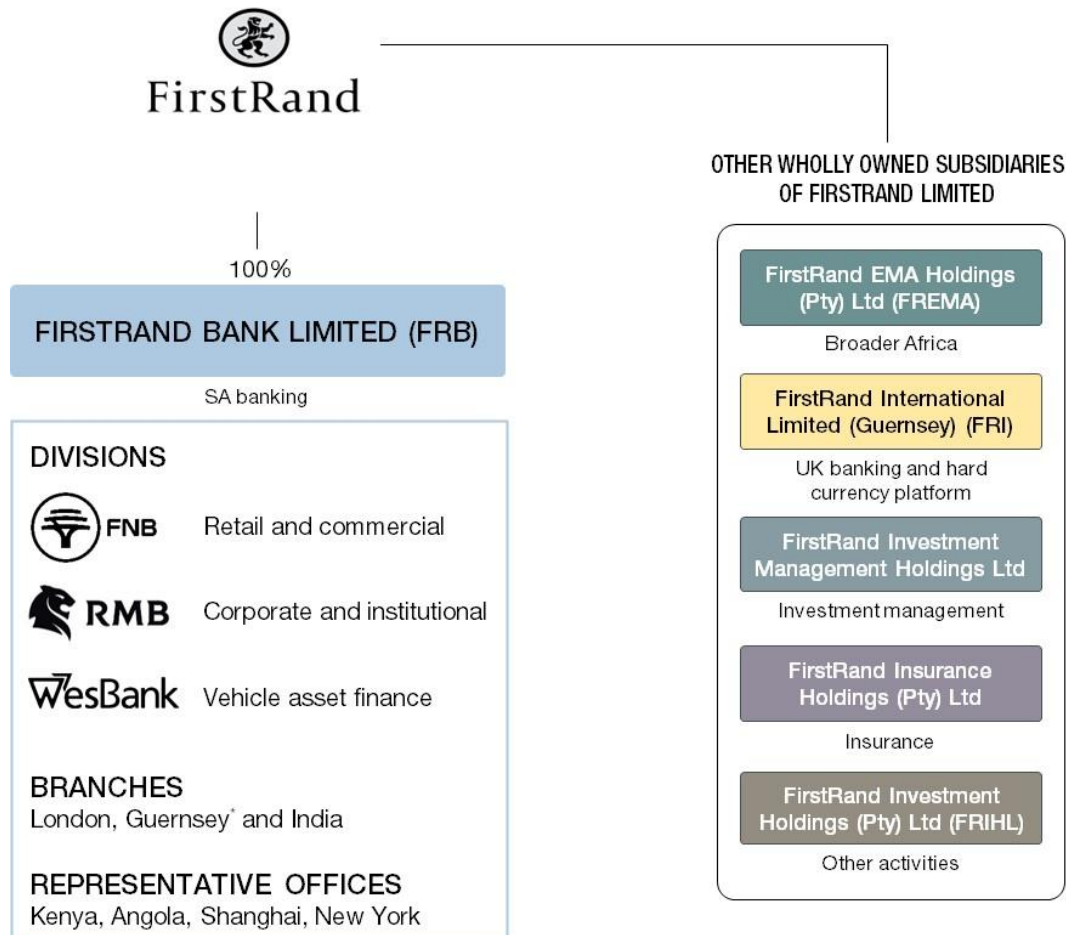 FirstRand
100%
FIRSTRAND BANK LIMITED (FRB)
SA banking
DIVISIONS
FNB Retail and commercial
RMB Corporate and institutional
WesBank Vehicle asset finance
BRANCHES
London, Guernsey* and India
REPRESENTATIVE OFFICES
Kenya, Angola, Shanghai, New York
OTHER WHOLLY OWNED SUBSIDIARIES
OF FIRSTRAND LIMITED
FirstRand EMA Holdings
(Pty) Ltd (FREMA)
Broader Africa
FirstRand International
Limited (Guernsey) (FRI)
UK banking and hard
currency platform
FirstRand Investment
Management Holdings Ltd
Investment management
FirstRand Insurance
Holdings (Pty) Ltd
Insurance
FirstRand Investment
Holdings (Pty) Ltd (FRIHL)
Other activities